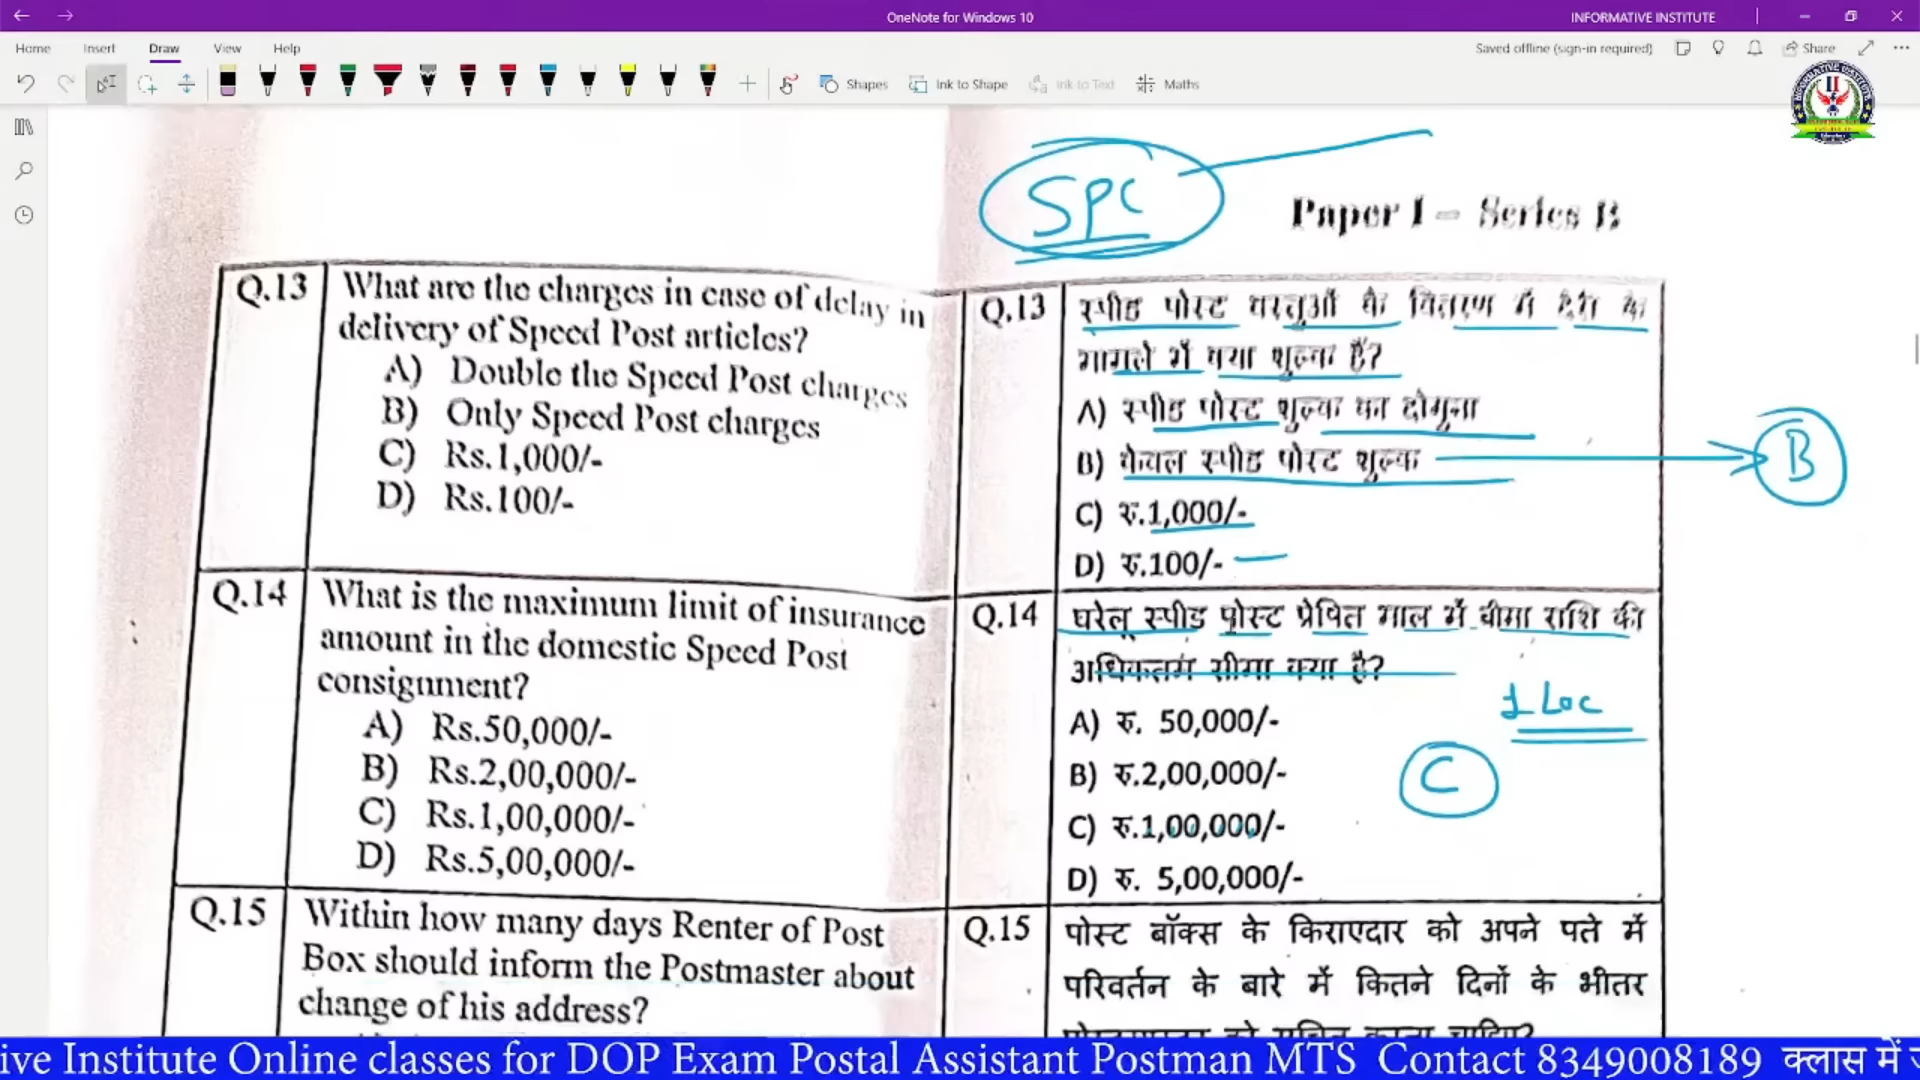 OneNote for Windows 10
INFORMATIVE INSTITUTE
Home Insert Draw View Help
Saved offline (sign-in required)
Share
Shapes
Ink to Shape
Ink to Text
Maths
SPC
Paper I – Series B
Q.13 What are the charges in case of delay in
delivery of Speed Post articles?
A) Double the Speed Post charges
B) Only Speed Post charges
C) Rs.1,000/-
D) Rs.100/-
Q.13 स्पीड पोस्ट वस्तुओं के वितरण में देरी के
मामले में क्या शुल्क हैं?
A) स्पीड पोस्ट शुल्क का दोगुना
B) केवल स्पीड पोस्ट शुल्क
B
C) रु.1,000/-
D) रु.100/-
Q.14 What is the maximum limit of insurance
amount in the domestic Speed Post
consignment?
A) Rs.50,000/-
B) Rs.2,00,000/-
C) Rs.1,00,000/-
D) Rs.5,00,000/-
Q.14 घरेलू स्पीड पोस्ट प्रेषित माल में बीमा राशि की
अधिकतम सीमा क्या है?
A) रु. 50,000/-
B) रु.2,00,000/-
C
C) रु.1,00,000/-
D) रु. 5,00,000/-
Q.15 Within how many days Renter of Post
Box should inform the Postmaster about
change of his address?
Q.15 पोस्ट बॉक्स के किराएदार को अपने पते में
परिवर्तन के बारे में कितने दिनों के भीतर
ive Institute Online classes for DOP Exam Postal Assistant Postman MTS Contact 8349008189 क्लास में